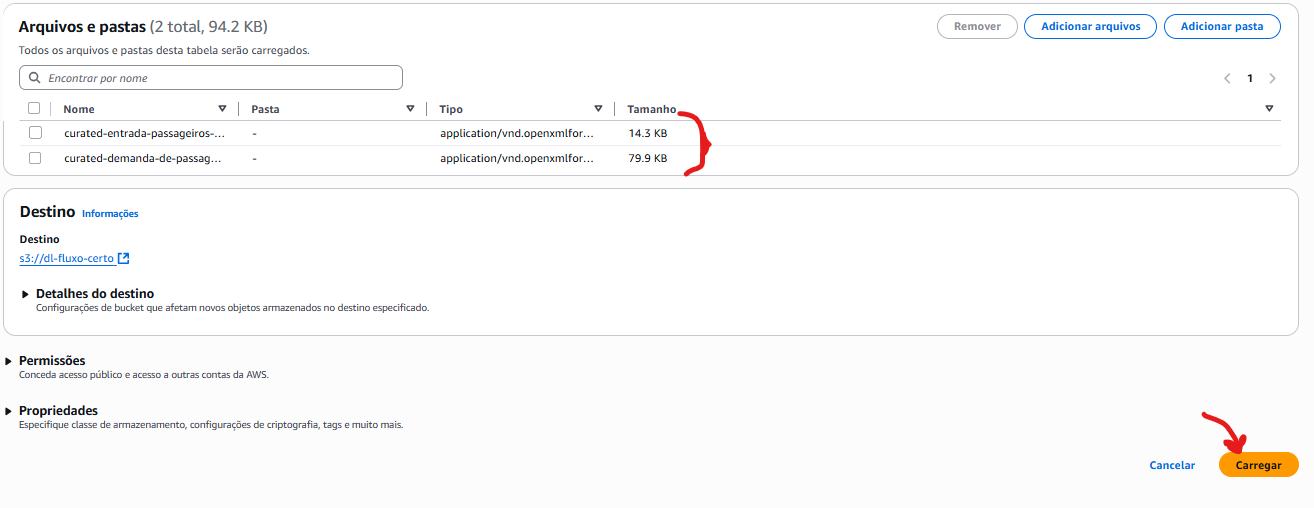 Arquivos e pastas (2 total, 94.2 KB)
Remover
Adicionar arquivos
Adicionar pasta
Todos os arquivos e pastas desta tabela serão carregados.
Encontrar por nome
1
Nome
Pasta
Tipo
Tamanho
curated-entrada-passageiros-... - application/vnd.openxmlfor... 14.3 KB
curated-demanda-de-passag... - application/vnd.openxmlfor... 79.9 KB
Destino Informações
Destino
s3://dl-fluxo-certo
Detalhes do destino
Configurações de bucket que afetam novos objetos armazenados no destino especificado.
Permissões
Conceda acesso público e acesso a outras contas da AWS.
Propriedades
Especifique classe de armazenamento, configurações de criptografia, tags e muito mais.
Cancelar
Carregar